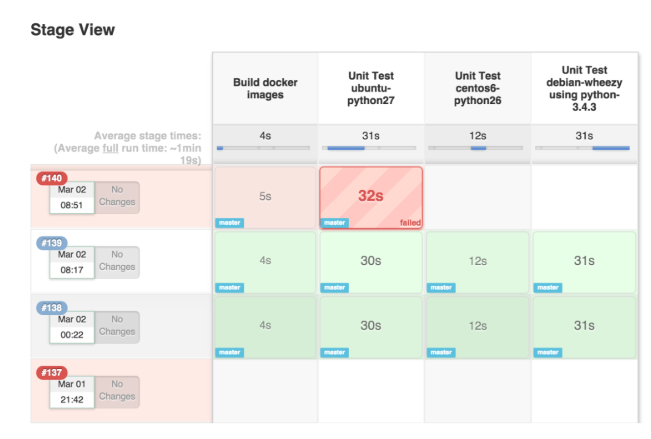 Stage View
Build docker
images
Unit Test
ubuntu-
python27
Unit Test
centos6-
python26
Unit Test
debian-wheezy
using python-
3.4.3
Average stage times:
(Average full run time: ~1min
19s)
4s
31s
12s
31s
#140
Mar 02
08:51
No
Changes
5s
master
32s
master
failed
#139
Mar 02
08:17
No
Changes
4s
master
30s
master
12s
master
31s
master
#138
Mar 02
00:22
No
Changes
4s
master
30s
master
12s
master
31s
master
#137
Mar 01
21:42
No
Changes